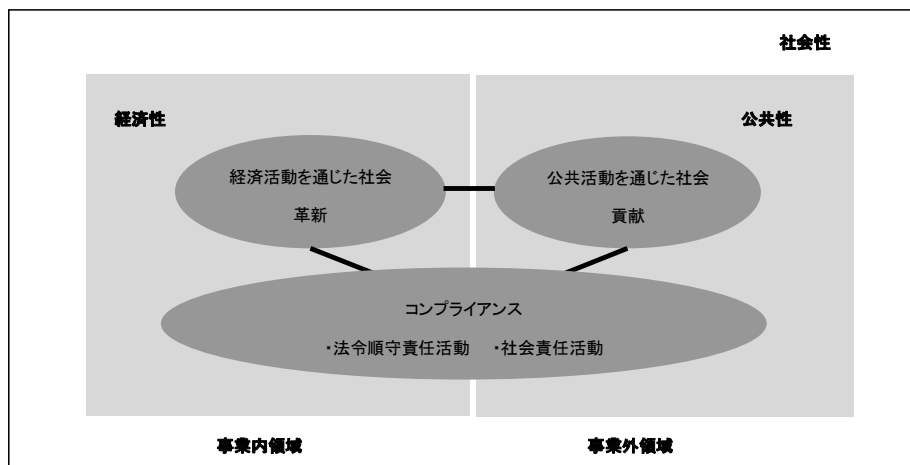 社会性
経済性
公共性
経済活動を通じた社会
革新
公共活動を通じた社会
貢献
コンプライアンス
・法令順守責任活動 ・社会責任活動
事業内領域
事業外領域